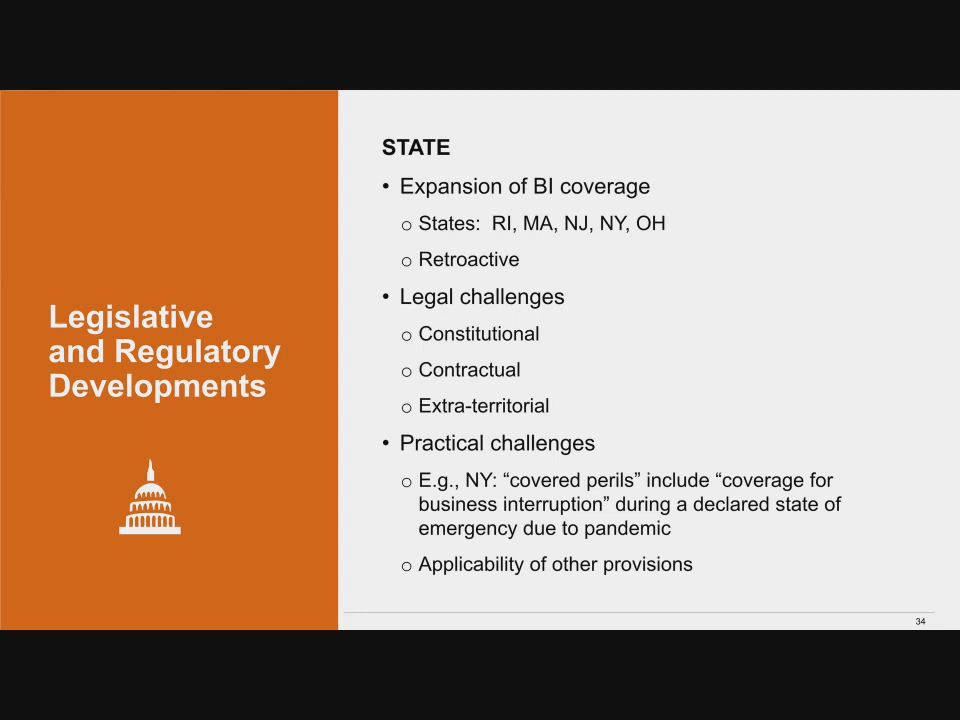 Legislative
and Regulatory
Developments
STATE
• Expansion of BI coverage
o States:  RI, MA, NJ, NY, OH
o Retroactive
• Legal challenges
o Constitutional
o Contractual
o Extra-territorial
• Practical challenges
o E.g., NY: “covered perils” include “coverage for
business interruption” during a declared state of
emergency due to pandemic
o Applicability of other provisions
34